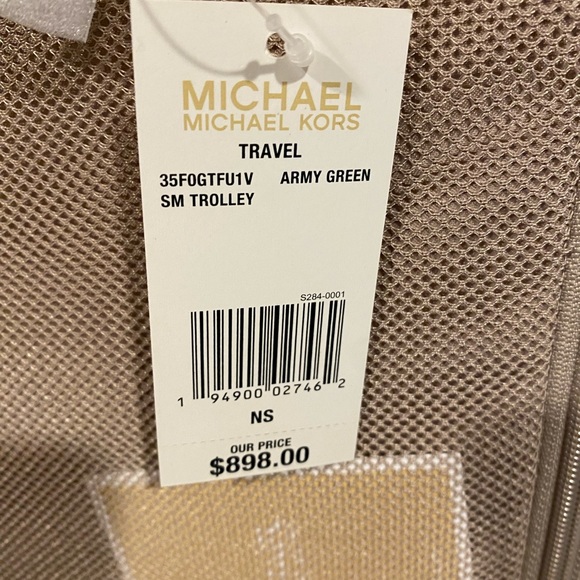 MICHAEL
MICHAEL KORS
TRAVEL
35F0GTFU1V ARMY GREEN
SM TROLLEY
S284-0001
1 94900 02746 2
NS
OUR PRICE
$898.00